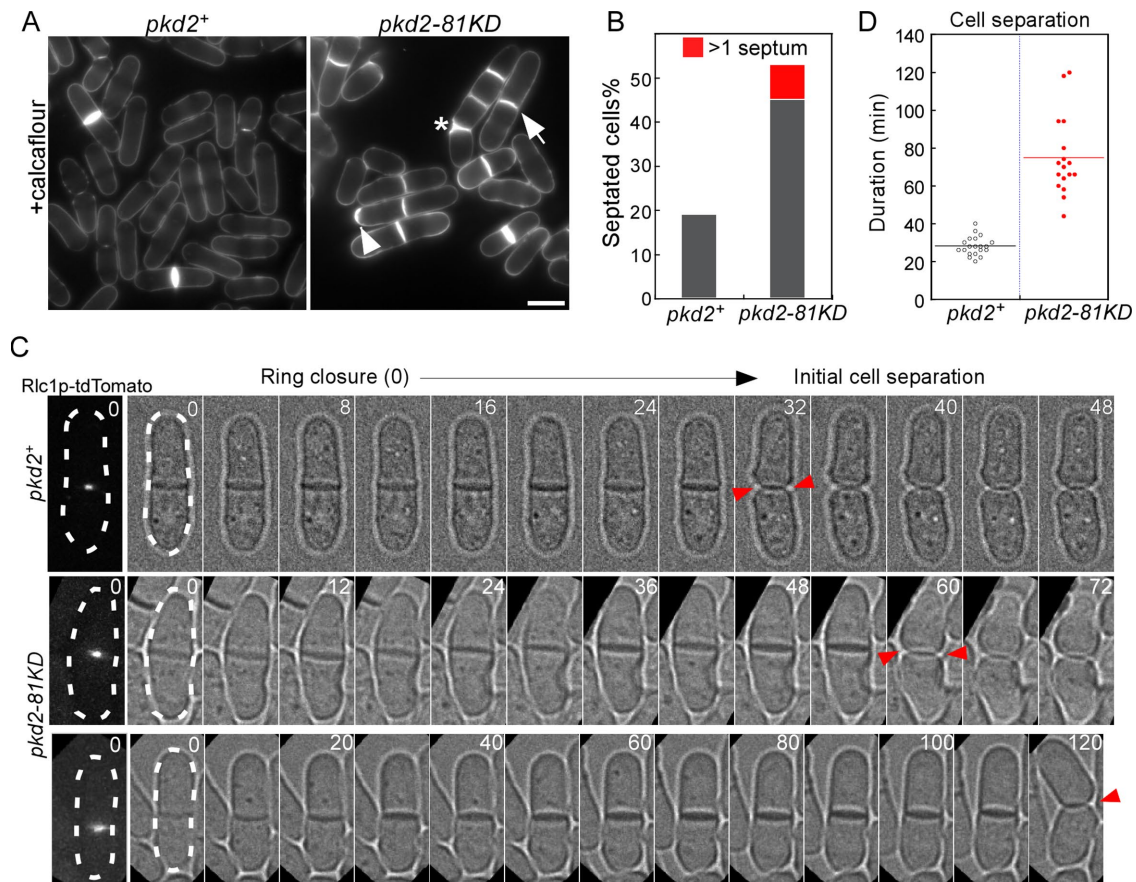 A
pkd2+
pkd2-81KD
+calcaflour
*
B
>1 septum
Septated cells%
50
40
30
20
10
0
pkd2+
pkd2-81KD
D
Cell separation
Duration (min)
140
120
100
80
60
40
20
0
pkd2+
pkd2-81KD
C
Rlc1p-tdTomato
Ring closure (0)
Initial cell separation
pkd2+
0 0 8 16 24 32 40 48
pkd2-81KD
0 0 12 24 36 48 60 72
0 0 20 40 60 80 100 120